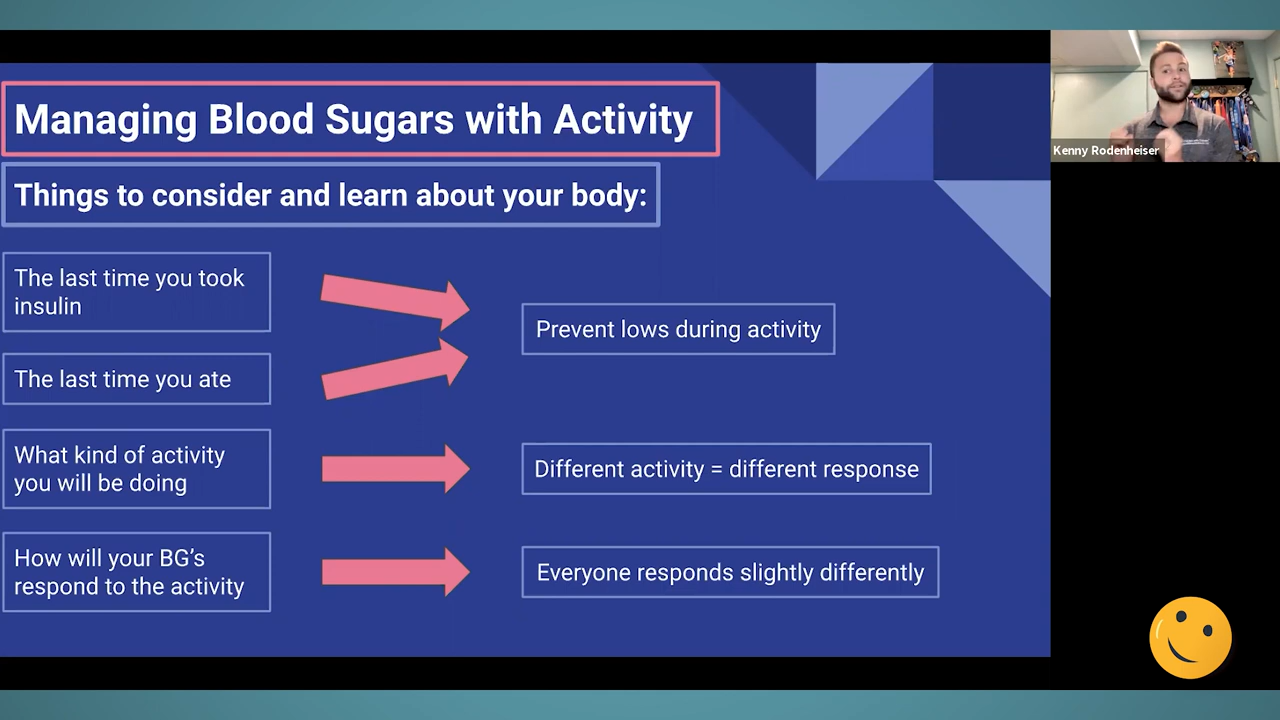 Managing Blood Sugars with Activity
Things to consider and learn about your body:
The last time you took
insulin
The last time you ate
Prevent lows during activity
What kind of activity
you will be doing
Different activity = different response
How will your BG's
respond to the activity
Everyone responds slightly differently
Kenny Rodenheiser